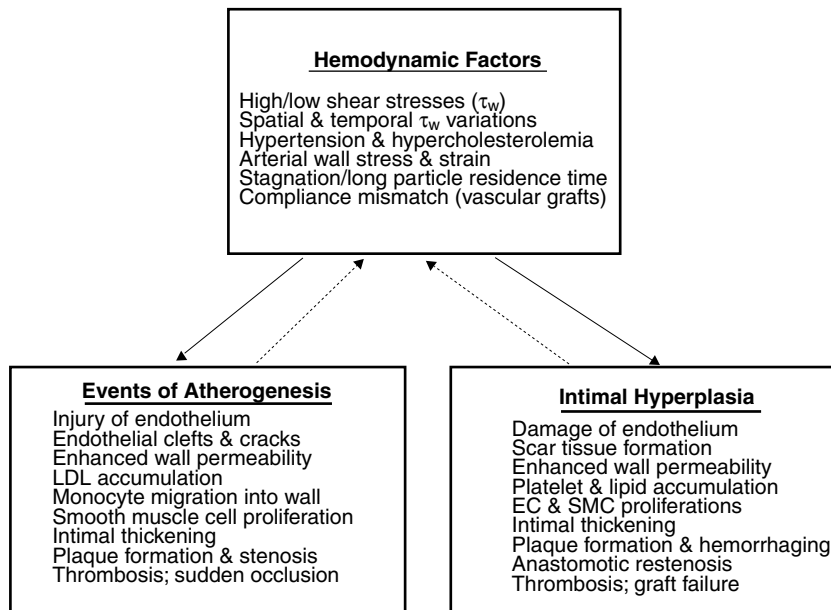 Hemodynamic Factors
High/low shear stresses (τw)
Spatial & temporal τw variations
Hypertension & hypercholesterolemia
Arterial wall stress & strain
Stagnation/long particle residence time
Compliance mismatch (vascular grafts)
Events of Atherogenesis
Injury of endothelium
Endothelial clefts & cracks
Enhanced wall permeability
LDL accumulation
Monocyte migration into wall
Smooth muscle cell proliferation
Intimal thickening
Plaque formation & stenosis
Thrombosis; sudden occlusion
Intimal Hyperplasia
Damage of endothelium
Scar tissue formation
Enhanced wall permeability
Platelet & lipid accumulation
EC & SMC proliferations
Intimal thickening
Plaque formation & hemorrhaging
Anastomotic restenosis
Thrombosis; graft failure